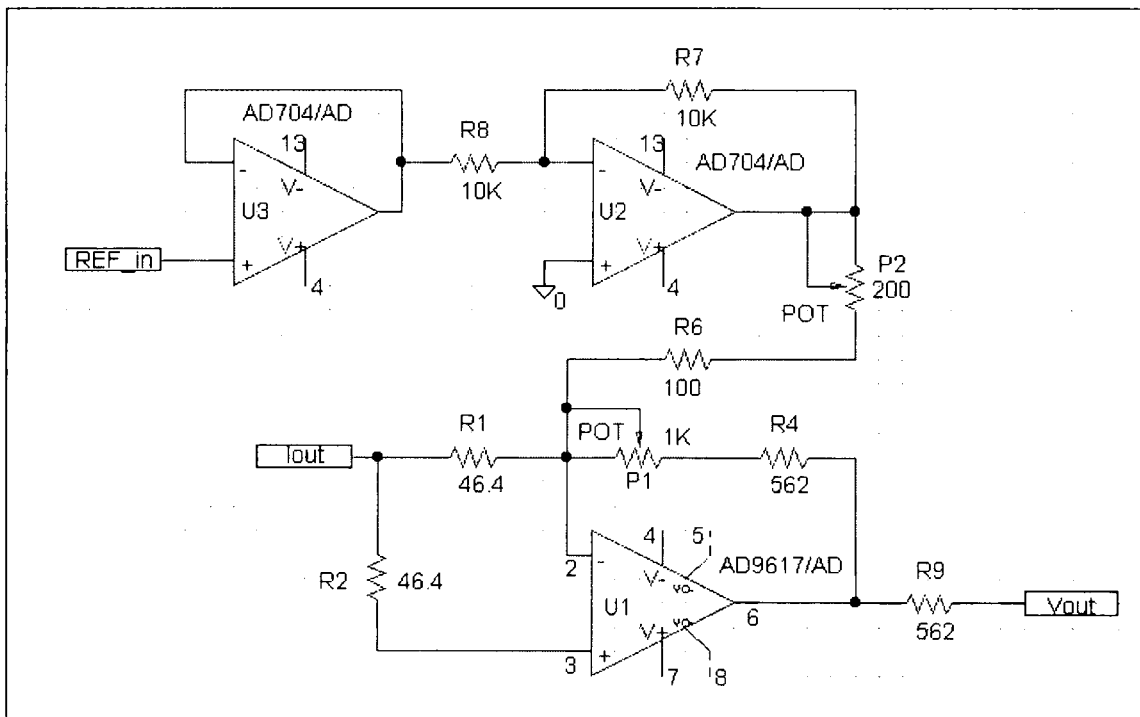 R7
AD704/AD
10K
13
R8
13
AD704/AD
-
V-
10K
-
V-
U3
U2
REF_in
+
V+
4
+
V+
4
0
P2
200
POT
R6
100
R1
POT
1K
R4
Iout
46.4
P1
562
4
5
AD9617/AD
R2
46.4
2
-
V-
VO-
R9
U1
Vout
V+
VO-
6
562
3
+
7
8